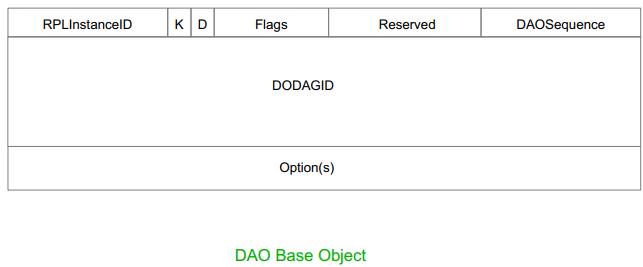 RPLInstanceID K D Flags Reserved DAOSequence
DODAGID
Option(s)
DAO Base Object